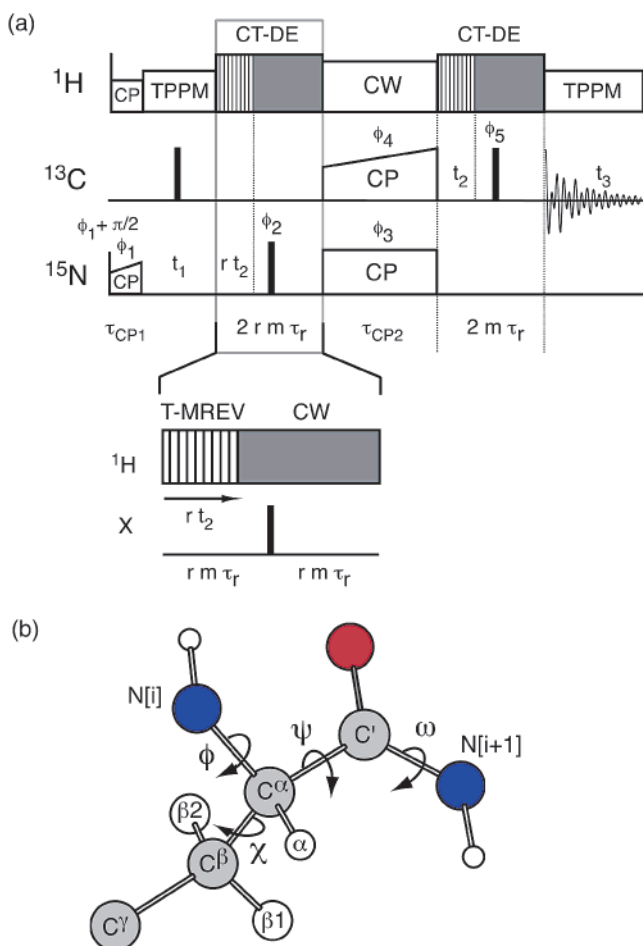 (a)
CT-DE CT-DE
¹H CP TPPM CW TPPM
¹³C ϕ₄ CP t₂ ϕ₅ t₃
ϕ₁ + π/2
¹⁵N ϕ₁ CP t₁ r t₂ ϕ₂ ϕ₃ CP
τCP1 2 r m τᵣ τCP2 2 m τᵣ
T-MREV CW
¹H
r t₂
X
r m τᵣ r m τᵣ
(b)
N[i] ϕ ψ C' ω N[i+1]
Cα
β2 χ α
Cβ
Cγ β1